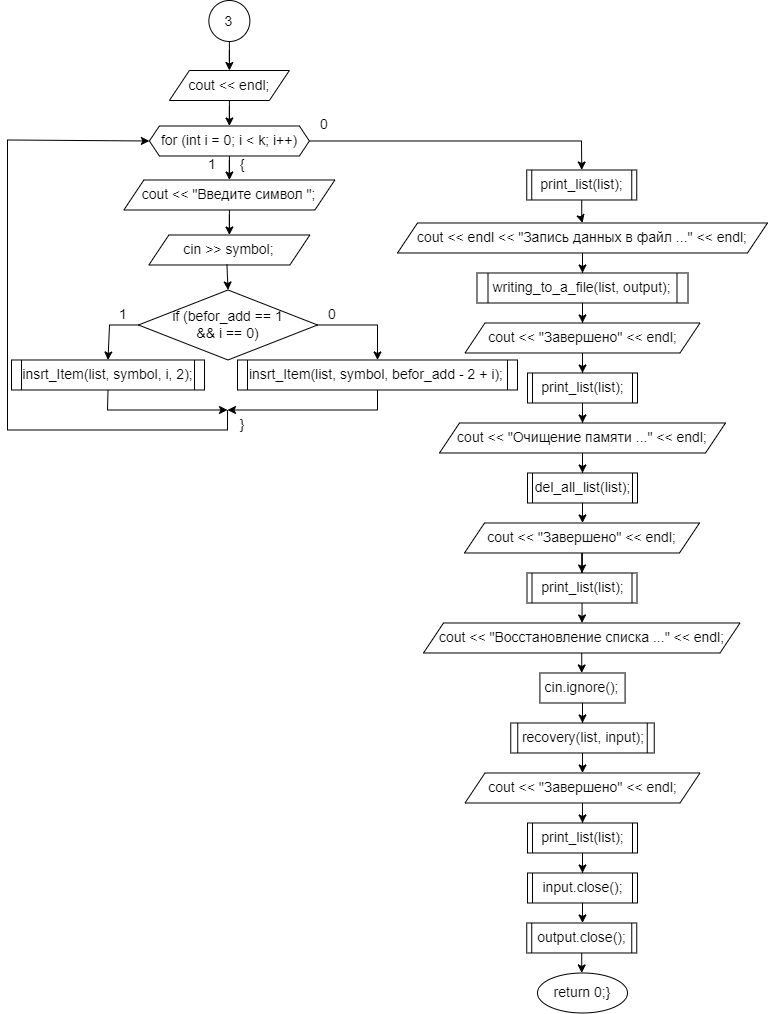 3
cout << endl;
for (int i = 0; i < k; i++)
0
1
{
cout << "Введите символ ";
cin >> symbol;
if (befor_add == 1
&& i == 0)
1
0
insrt_Item(list, symbol, i, 2);
insrt_Item(list, symbol, befor_add - 2 + i);
}
print_list(list);
cout << endl << "Запись данных в файл ..." << endl;
writing_to_a_file(list, output);
cout << "Завершено" << endl;
print_list(list);
cout << "Очищение памяти ..." << endl;
del_all_list(list);
cout << "Завершено" << endl;
print_list(list);
cout << "Восстановление списка ..." << endl;
cin.ignore();
recovery(list, input);
cout << "Завершено" << endl;
print_list(list);
input.close();
output.close();
return 0;}